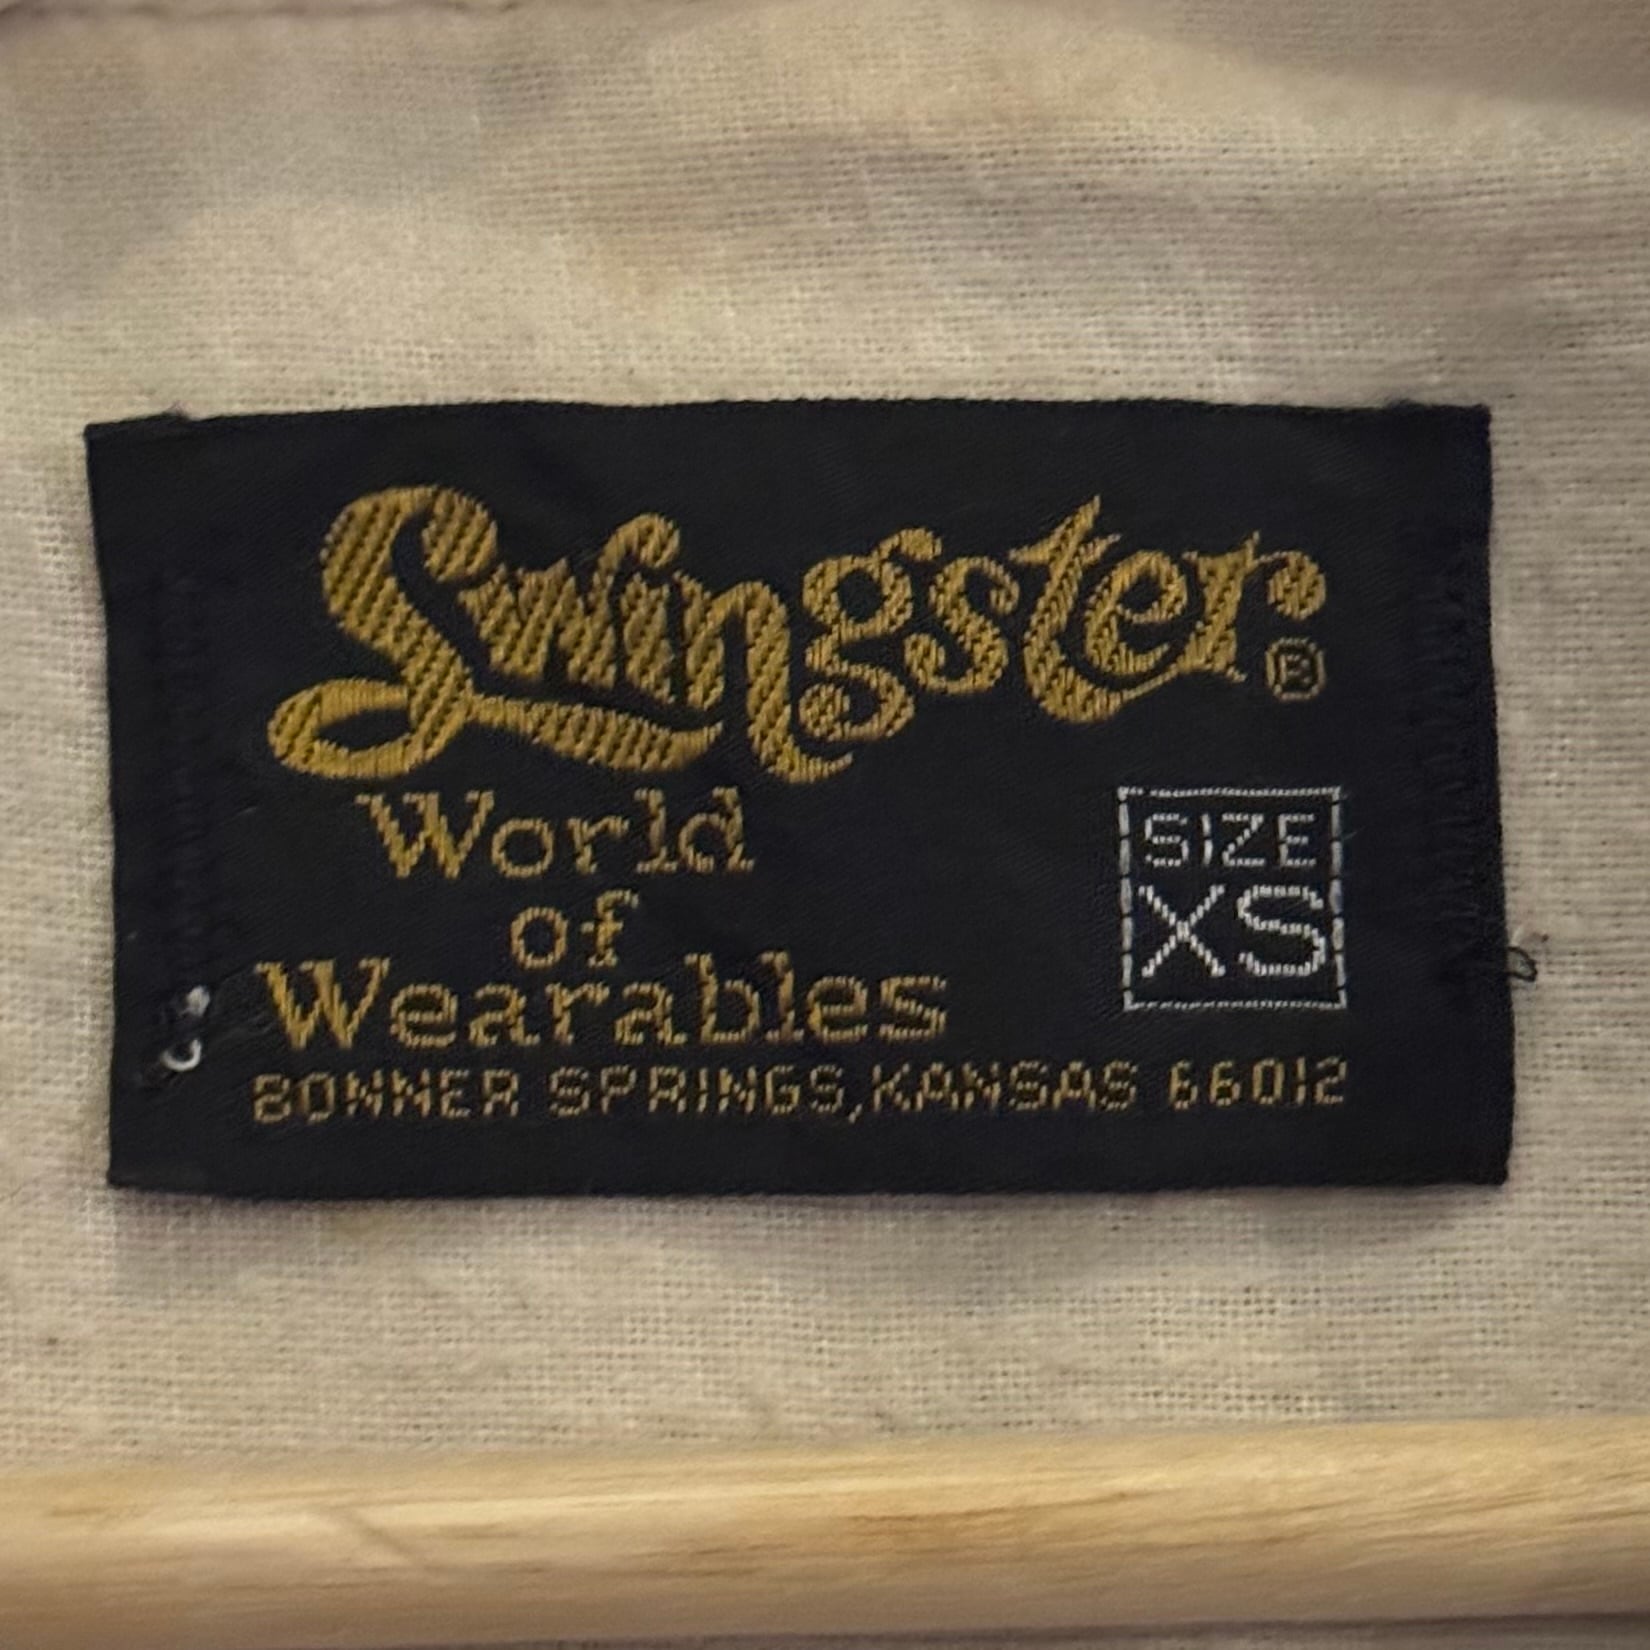 Swingster®
World
of
Wearables
SIZE
XS
BONNER SPRINGS, KANSAS 66012